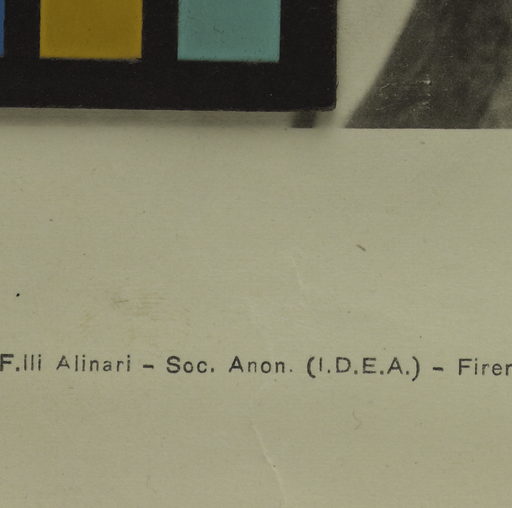 F.lli Alinari – Soc. Anon. (I.D.E.A.) – Firen